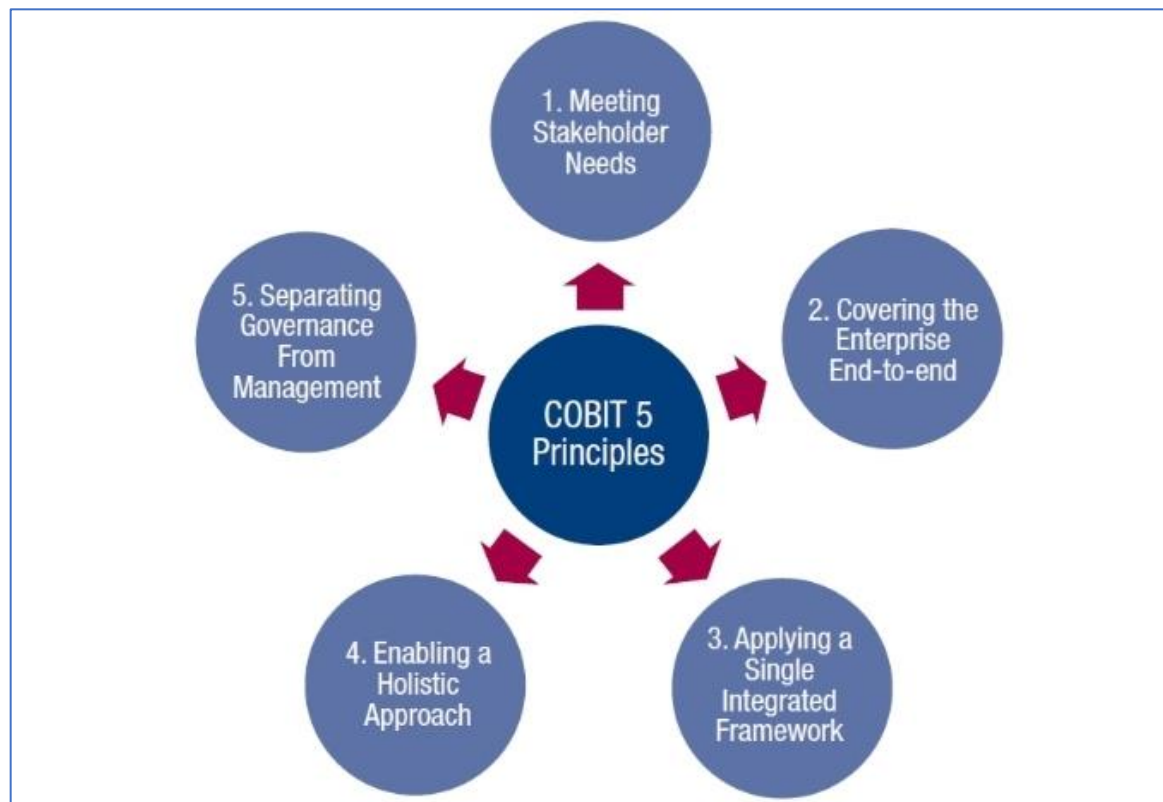 1. Meeting
Stakeholder
Needs
2. Covering the
Enterprise
End-to-end
3. Applying a
Single
Integrated
Framework
4. Enabling a
Holistic
Approach
5. Separating
Governance
From
Management
COBIT 5
Principles